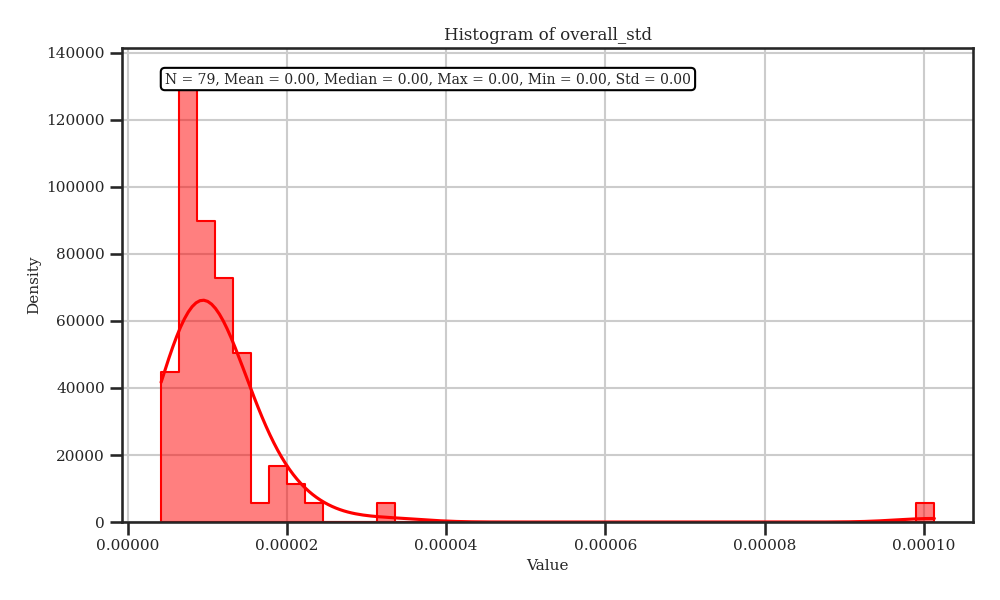 Histogram of overall_std
N = 79, Mean = 0.00, Median = 0.00, Max = 0.00, Min = 0.00, Std = 0.00
140000
120000
100000
80000
60000
40000
20000
0
Density
0.00000 0.00002 0.00004 0.00006 0.00008 0.00010
Value